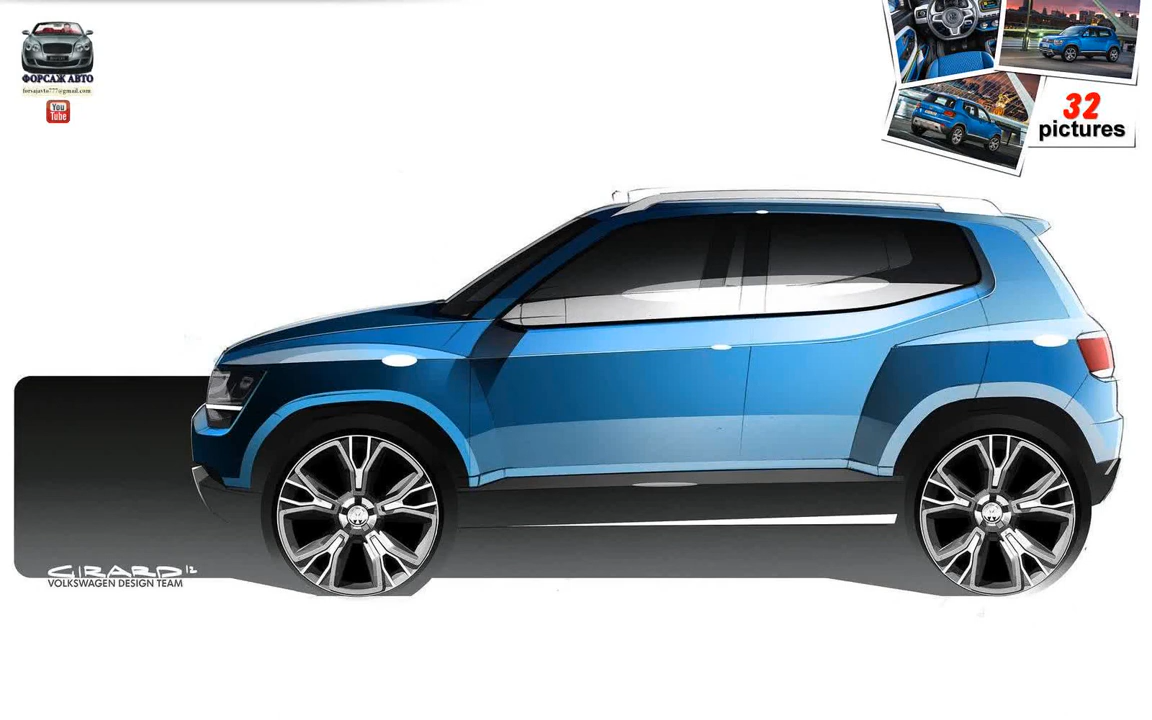 ФОРСАЖ АВТО
forsajavto777@gmail.com
You
Tube
32
pictures
GIRARD 12
VOLKSWAGEN DESIGN TEAM